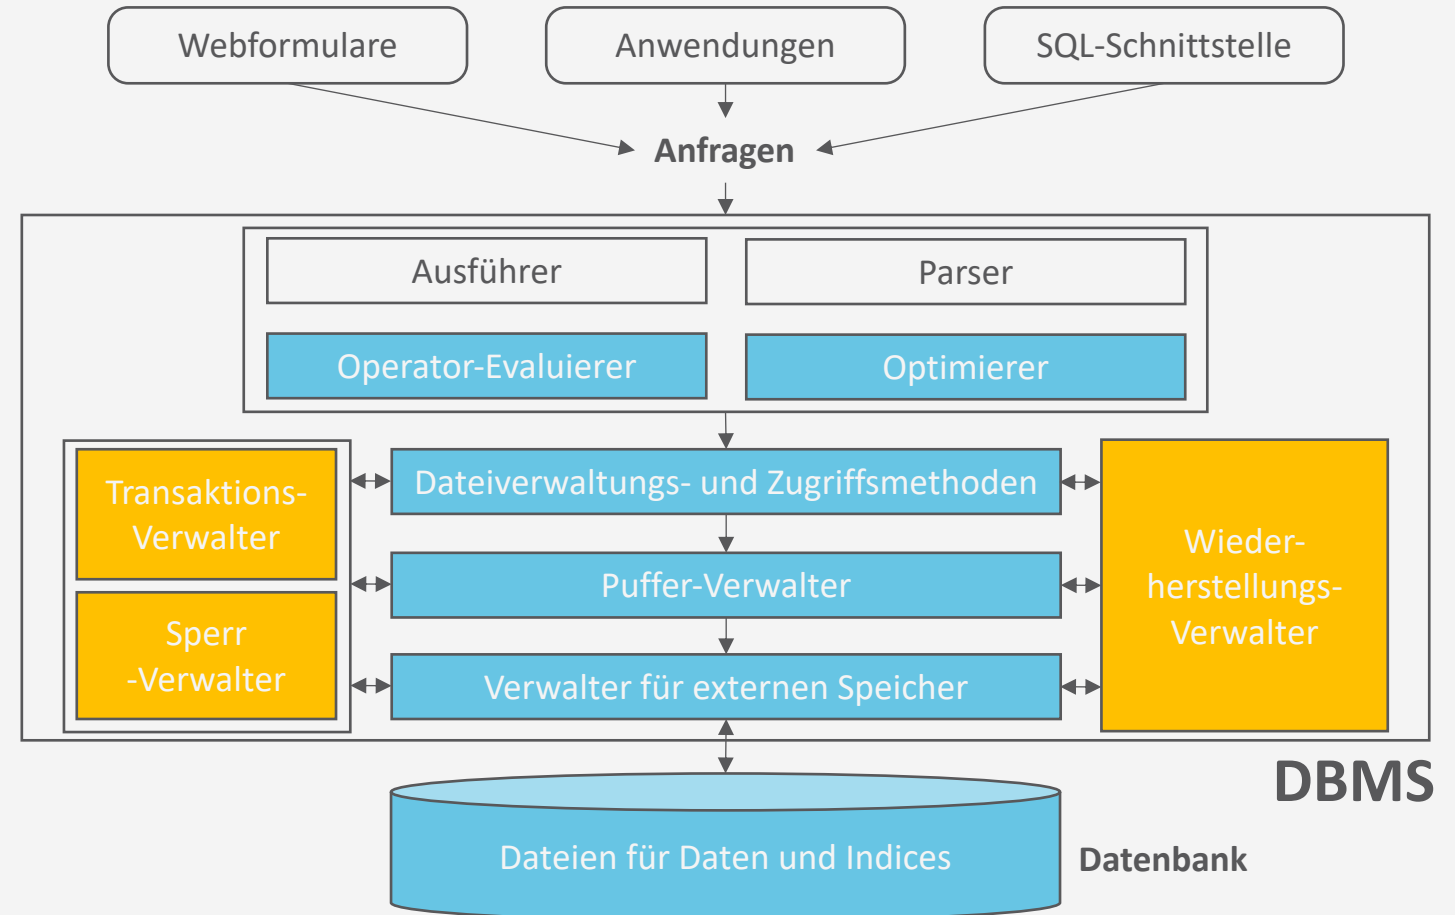 Webformulare
Anwendungen
SQL-Schnittstelle
Anfragen
Ausführer
Parser
Operator-Evaluierer
Optimierer
Transaktions-
Verwalter
Dateiverwaltungs- und Zugriffsmethoden
Wieder-
herstellungs-
Verwalter
Puffer-Verwalter
Sperr
-Verwalter
Verwalter für externen Speicher
DBMS
Dateien für Daten und Indices
Datenbank